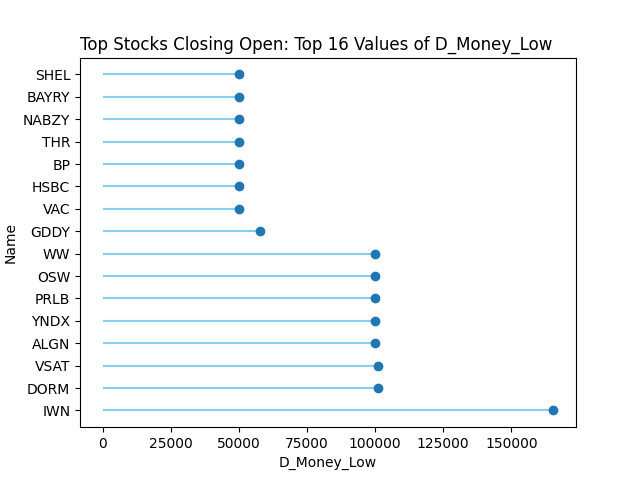 Top Stocks Closing Open: Top 16 Values of D_Money_Low
SHEL
BAYRY
NABZY
THR
BP
HSBC
VAC
GDDY
WW
OSW
PRLB
YNDX
ALGN
VSAT
DORM
IWN
Name
0 25000 50000 75000 100000 125000 150000
D_Money_Low